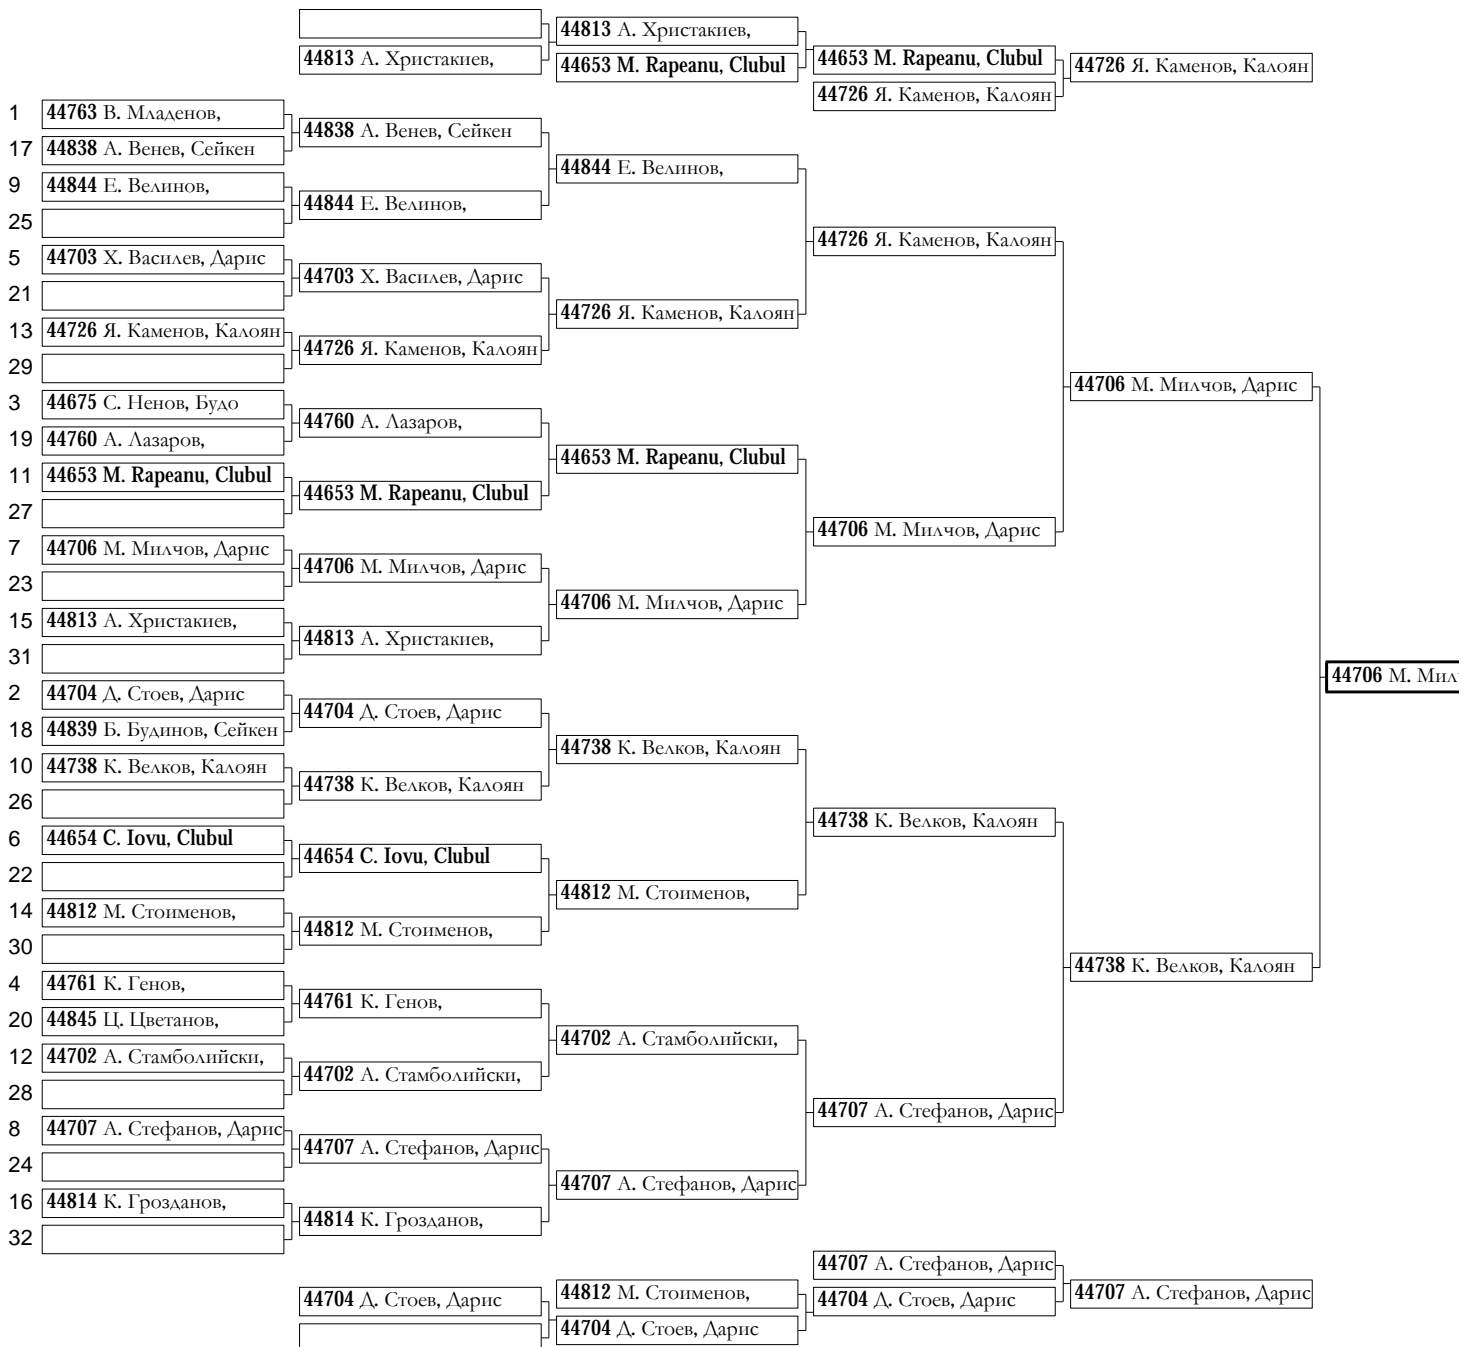 44813 А. Христакиев,
44813 А. Христакиев,
44653 M. Rapeanu, Clubul
44653 M. Rapeanu, Clubul
44726 Я. Каменов, Калоян
44726 Я. Каменов, Калоян
1 44763 В. Младенов,
17 44838 А. Венев, Сейкен
9 44844 Е. Велинов,
25
5 44703 Х. Василев, Дарис
21
13 44726 Я. Каменов, Калоян
29
3 44675 С. Ненов, Будо
19 44760 А. Лазаров,
11 44653 M. Rapeanu, Clubul
27
7 44706 М. Милчов, Дарис
23
15 44813 А. Христакиев,
31
2 44704 Д. Стоев, Дарис
18 44839 Б. Будинов, Сейкен
10 44738 К. Велков, Калоян
26
6 44654 C. Iovu, Clubul
22
14 44812 М. Стоименов,
30
4 44761 К. Генов,
20 44845 Ц. Цветанов,
12 44702 А. Стамболийски,
28
8 44707 А. Стефанов, Дарис
24
16 44814 К. Грозданов,
32
44838 А. Венев, Сейкен
44844 Е. Велинов,
44703 Х. Василев, Дарис
44726 Я. Каменов, Калоян
44760 А. Лазаров,
44653 M. Rapeanu, Clubul
44706 М. Милчов, Дарис
44813 А. Христакиев,
44704 Д. Стоев, Дарис
44738 К. Велков, Калоян
44654 C. Iovu, Clubul
44812 М. Стоименов,
44761 К. Генов,
44702 А. Стамболийски,
44707 А. Стефанов, Дарис
44814 К. Грозданов,
44844 Е. Велинов,
44726 Я. Каменов, Калоян
44653 M. Rapeanu, Clubul
44706 М. Милчов, Дарис
44738 К. Велков, Калоян
44812 М. Стоименов,
44702 А. Стамболийски,
44707 А. Стефанов, Дарис
44726 Я. Каменов, Калоян
44706 М. Милчов, Дарис
44738 К. Велков, Калоян
44707 А. Стефанов, Дарис
44706 М. Милчов, Дарис
44738 К. Велков, Калоян
44706 М.
44704 Д. Стоев, Дарис
44812 М. Стоименов,
44704 Д. Стоев, Дарис
44707 А. Стефанов, Дарис
44704 Д. Стоев, Дарис
44707 А. Стефанов, Дарис